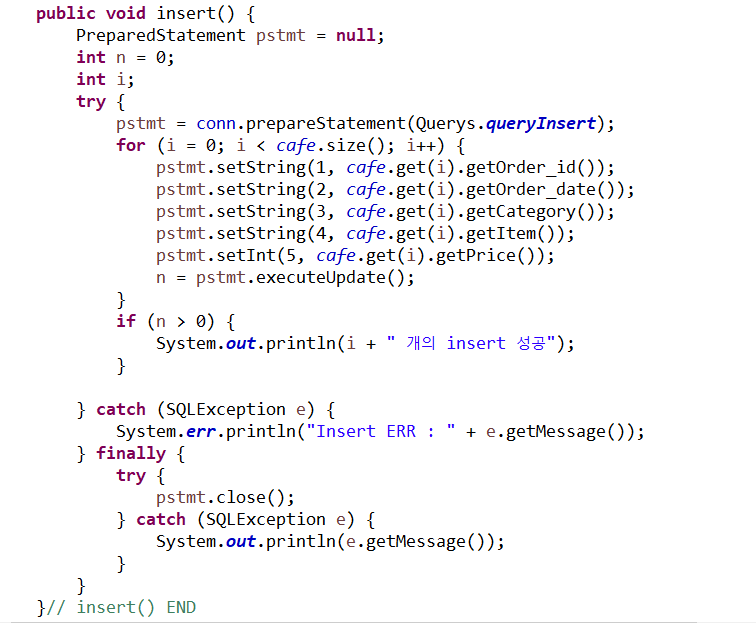 public void insert() {
    PreparedStatement pstmt = null;
    int n = 0;
    int i;
    try {
        pstmt = conn.prepareStatement(Querys.queryInsert);
        for (i = 0; i < cafe.size(); i++) {
            pstmt.setString(1, cafe.get(i).getOrder_id());
            pstmt.setString(2, cafe.get(i).getOrder_date());
            pstmt.setString(3, cafe.get(i).getCategory());
            pstmt.setString(4, cafe.get(i).getItem());
            pstmt.setInt(5, cafe.get(i).getPrice());
            n = pstmt.executeUpdate();
        }
        if (n > 0) {
            System.out.println(i + " 개의 insert 성공");
        }

    } catch (SQLException e) {
        System.err.println("Insert ERR : " + e.getMessage());
    } finally {
        try {
            pstmt.close();
        } catch (SQLException e) {
            System.out.println(e.getMessage());
        }
    }
}// insert() END